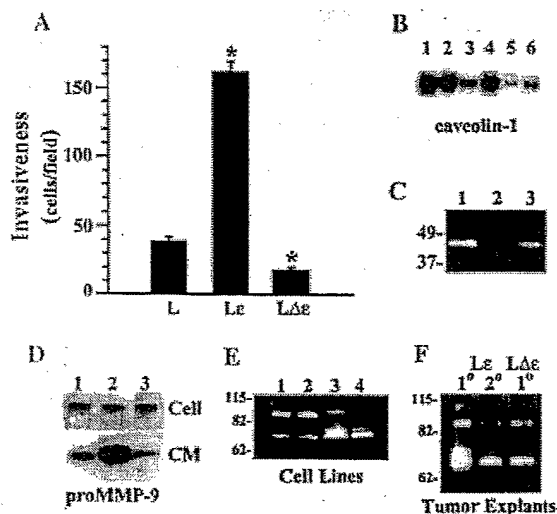 A
B
1 2 3 4 5 6
caveolin-1
Invasiveness
(cells/field)
150
100
50
0
*
*
L Lε LΔε
C
1 2 3
49-
37-
D
1 2 3
Cell
CM
proMMP-9
E
1 2 3 4
115-
82-
62-
Cell Lines
F
Lε LΔε
1° 2° 1°
115-
82-
62-
Tumor Explants